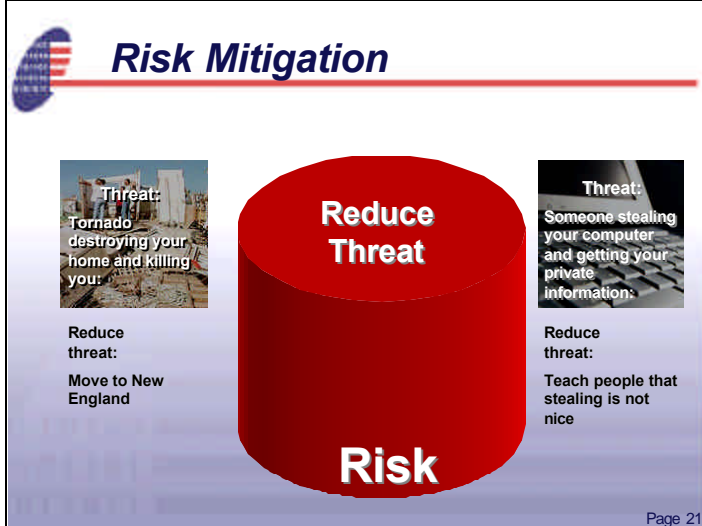 Risk Mitigation
Threat:
Tornado
destroying your
home and killing
you:
Reduce
threat:
Move to New
England
Reduce
Threat
Risk
Threat:
Someone stealing
your computer
and getting your
private
information:
Reduce
threat:
Teach people that
stealing is not
nice
Page 21